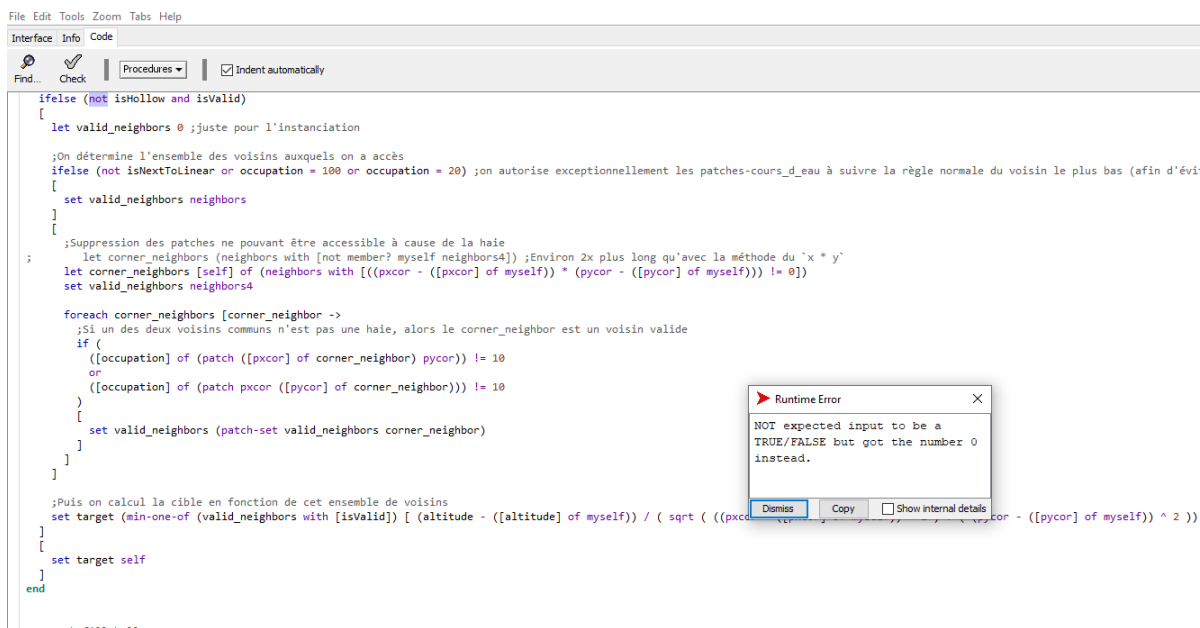 File Edit Tools Zoom Tabs Help
Interface Info Code
Find... Check Procedures Indent automatically
ifelse (not isHollow and isValid)
[
let valid_neighbors 0 ;juste pour l'instanciation
;On détermine l'ensemble des voisins auxquels on a accès
ifelse (not isNextToLinear or occupation = 100 or occupation = 20) ;on autorise exceptionnellement les patches-cours_d_eau à suivre la règle normale du voisin le plus bas (afin d'évi
[
set valid_neighbors neighbors
]
[
;Suppression des patches ne pouvant être accessible à cause de la haie
; let corner_neighbors (neighbors with [not member? myself neighbors4]) ;Environ 2x plus long qu'avec la méthode du `x * y`
let corner_neighbors [self] of (neighbors with [((pxcor - ([pxcor] of myself)) * (pycor - ([pycor] of myself))) != 0])
set valid_neighbors neighbors4
foreach corner_neighbors [corner_neighbor ->
;Si un des deux voisins communs n'est pas une haie, alors le corner_neighbor est un voisin valide
if (
([occupation] of (patch ([pxcor] of corner_neighbor) pycor)) != 10
or
([occupation] of (patch pxcor ([pycor] of corner_neighbor))) != 10
)
[
set valid_neighbors (patch-set valid_neighbors corner_neighbor)
]
]
]
;Puis on calcul la cible en fonction de cet ensemble de voisins
set target (min-one-of (valid_neighbors with [isValid]) [ (altitude - ([altitude] of myself)) / ( sqrt ( ((pxco pycor - ([pycor] of myself)) ^ 2 ))
]
[
set target self
]
end
Runtime Error
NOT expected input to be a
TRUE/FALSE but got the number 0
instead.
Dismiss Copy Show internal details